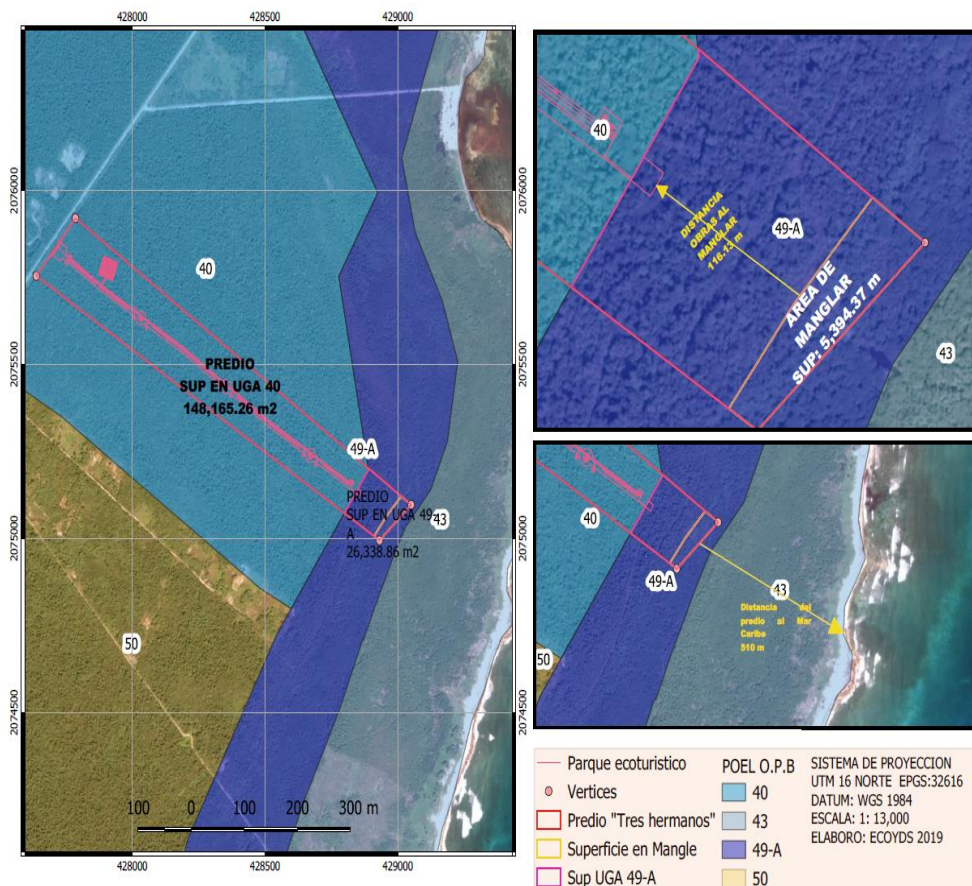 428000
428500
429000
2076000
2075500
2075000
2074500
40
PREDIO
SUP EN UGA 40
148,165.26 m2
49-A
PREDIO
SUP EN UGA 49-
A
26,338.86 m2
43
50
100 0 100 200 300 m
428000
428500
429000
40
DISTANCIA
OBRAS AL
MANGLAR
116.13 m
49-A
AREA DE
MANGLAR
SUP: 5,394.37 m
43
40
49-A
43
50
Distancia del
predio al Mar
Caribe
510 m
Parque ecoturistico
Vertices
Predio "Tres hermanos"
Superficie en Mangle
Sup UGA 49-A
POEL O.P.B
40
43
49-A
50
SISTEMA DE PROYECCION
UTM 16 NORTE EPGS:32616
DATUM: WGS 1984
ESCALA: 1: 13,000
ELABORO: ECOYDS 2019